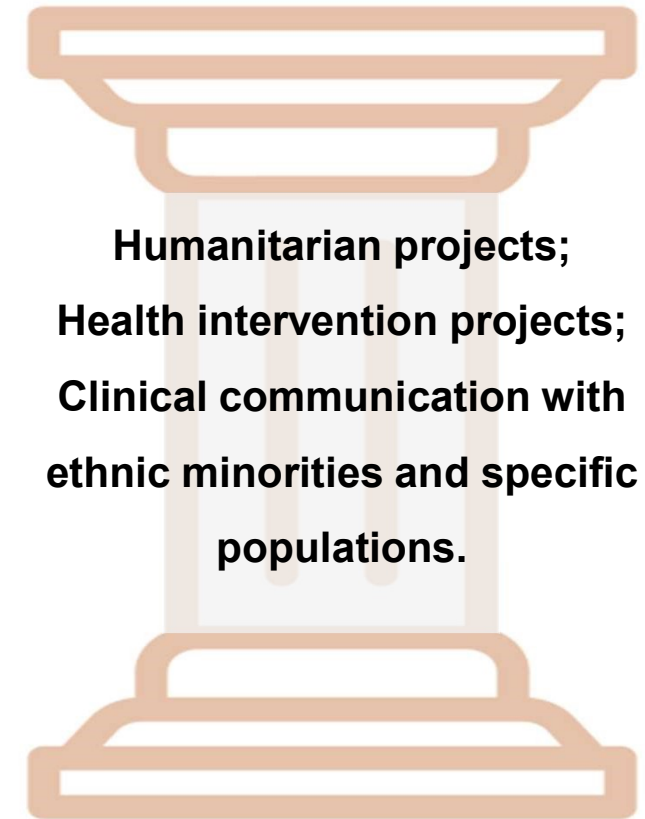 Humanitarian projects;
Health intervention projects;
Clinical communication with
ethnic minorities and specific
populations.